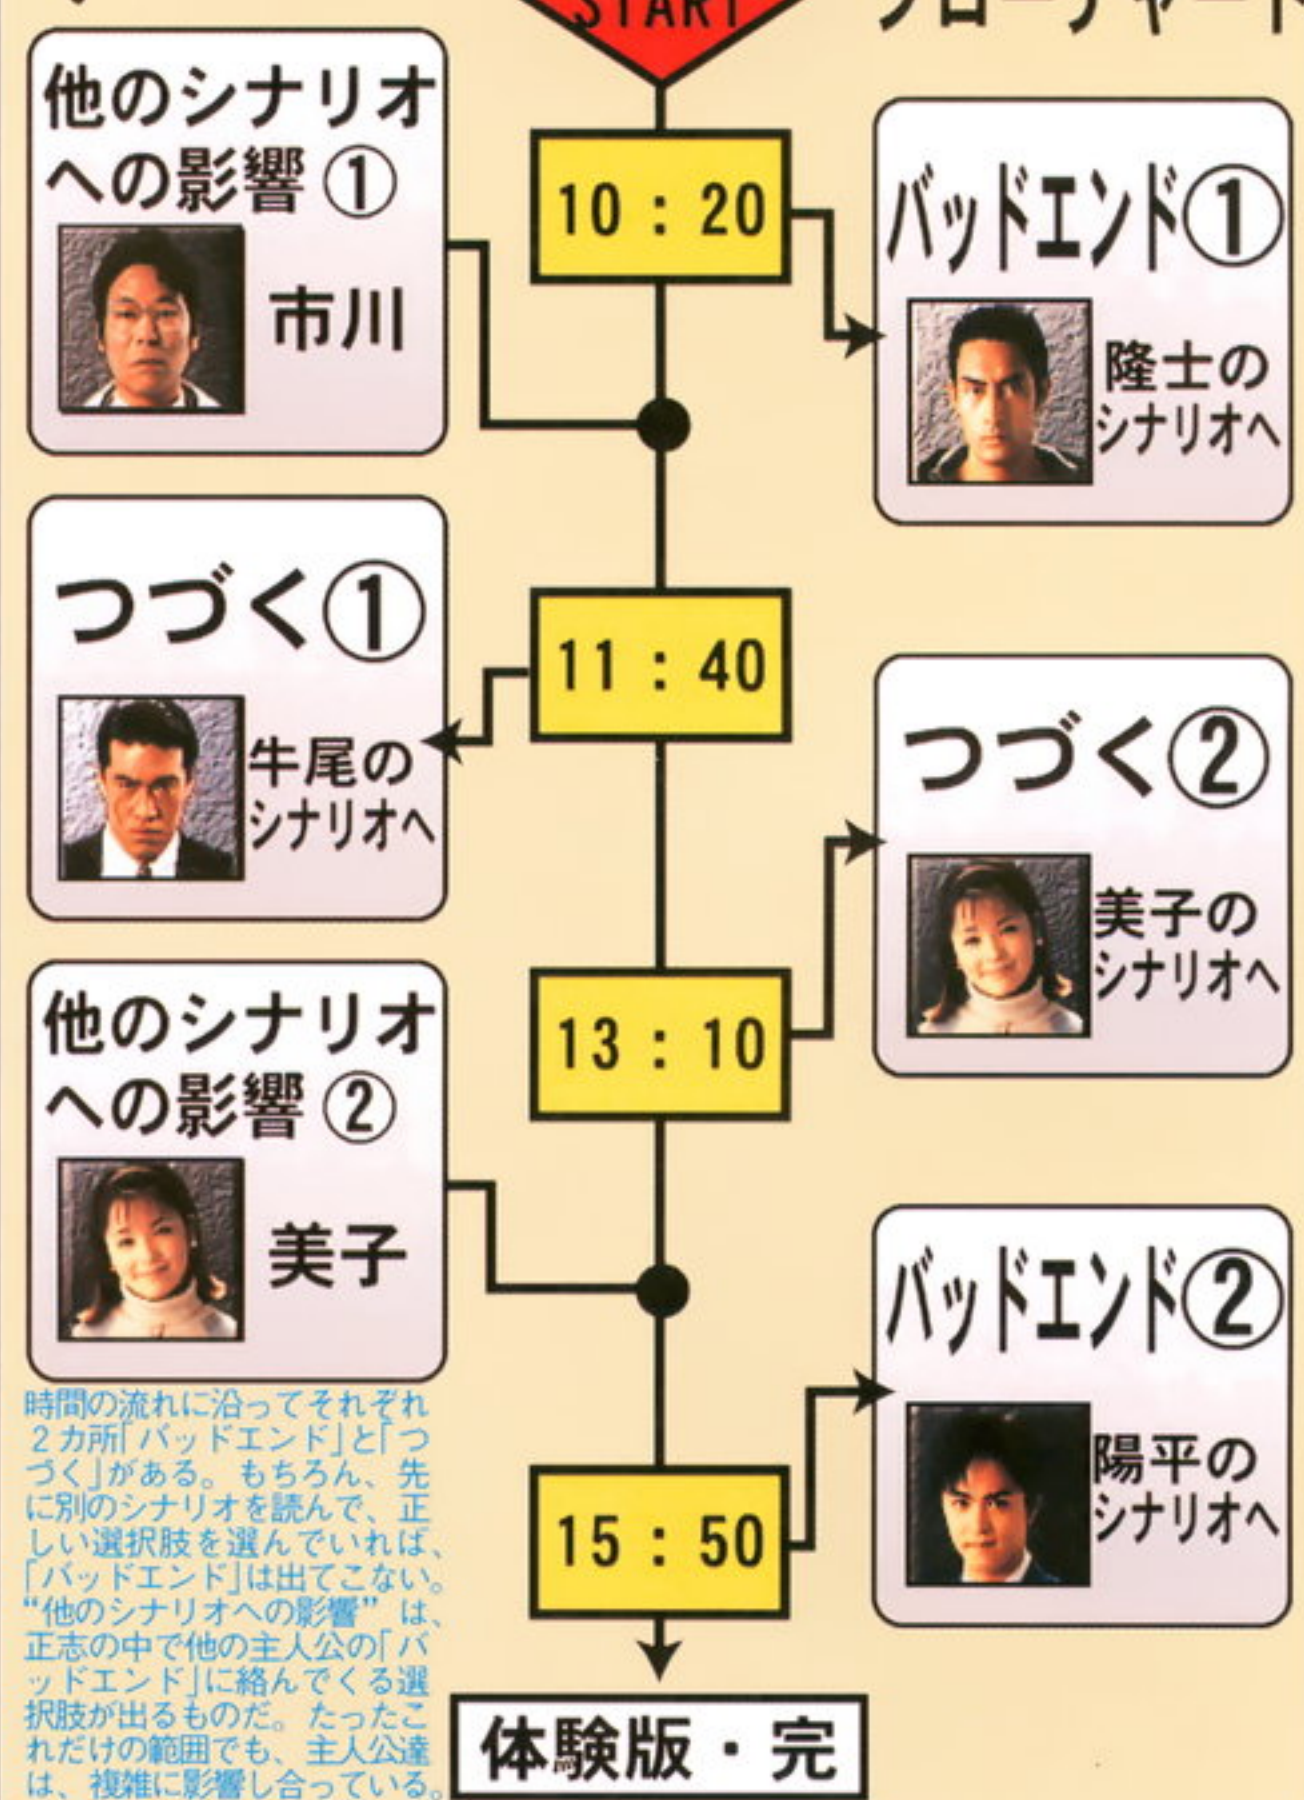 START
フローチャート
他のシナリオ
への影響①
市川
10：20
バッドエンド①
隆士の
シナリオへ
つづく①
牛尾の
シナリオへ
11：40
つづく②
美子の
シナリオへ
13：10
他のシナリオ
への影響②
美子
バッドエンド②
陽平の
シナリオへ
15：50
体験版・完
時間の流れに沿ってそれぞれ
2カ所「バッドエンド」と「つ
づく」がある。もちろん、先
に別のシナリオを読んで、正
しい選択肢を選んでいれば、
「バッドエンド」は出てこない。
“他のシナリオへの影響”は、
正志の中で他の主人公の「バ
ッドエンド」に絡んでくる選
択肢が出るものだ。たったこ
れだけの範囲でも、主人公達
は、複雑に影響し合っている。